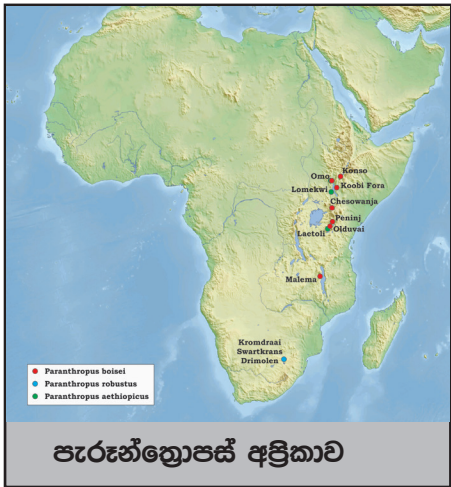 Konso
Omo
Koobi Fora
Lomekwi
Chesowanja
Peninj
Olduvai
Laetoli
Malema
Kromdraai
Swartkrans
Drimolen
Paranthropus boisei
Paranthropus robustus
Paranthropus aethiopicus
පැරූන්ත්‍රොපස් අප්‍රිකාව